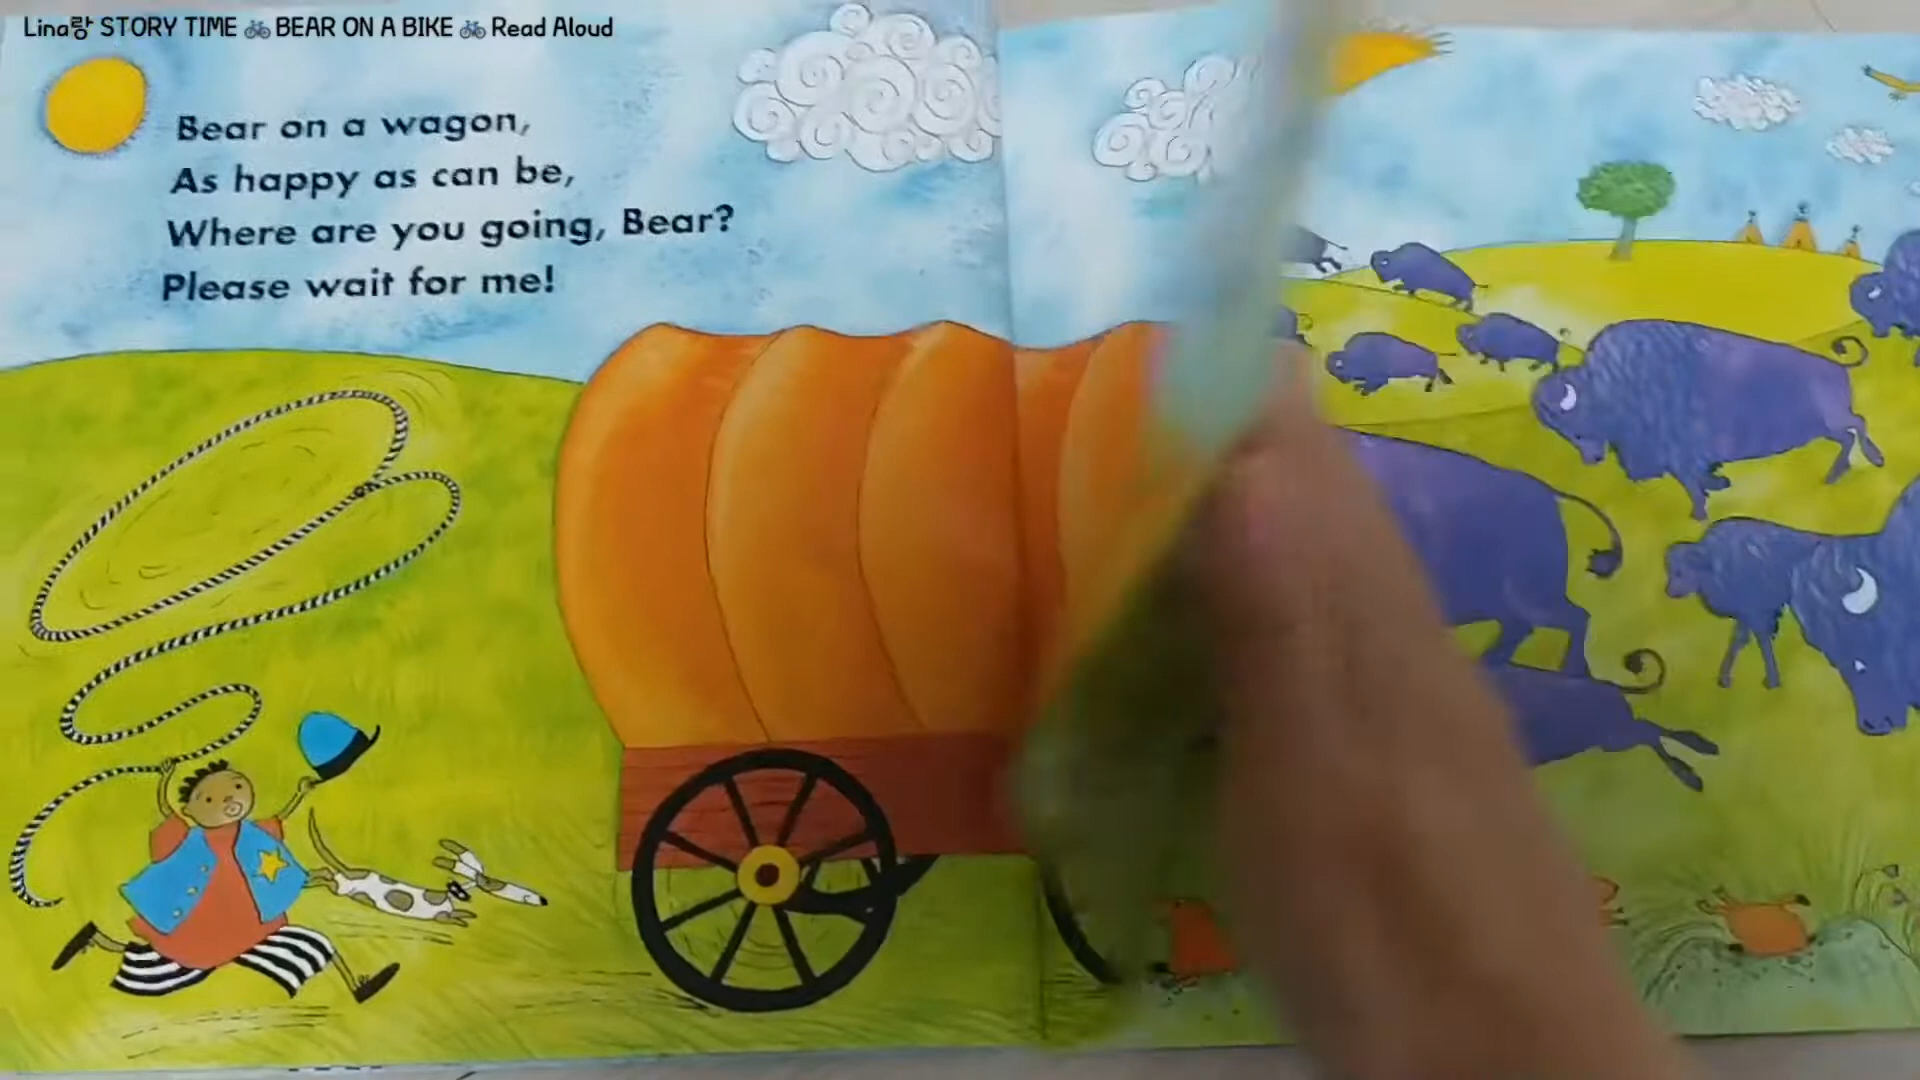 Lina랑 STORY TIME 🚲 BEAR ON A BIKE 🚲 Read Aloud
Bear on a wagon,
As happy as can be,
Where are you going, Bear?
Please wait for me!